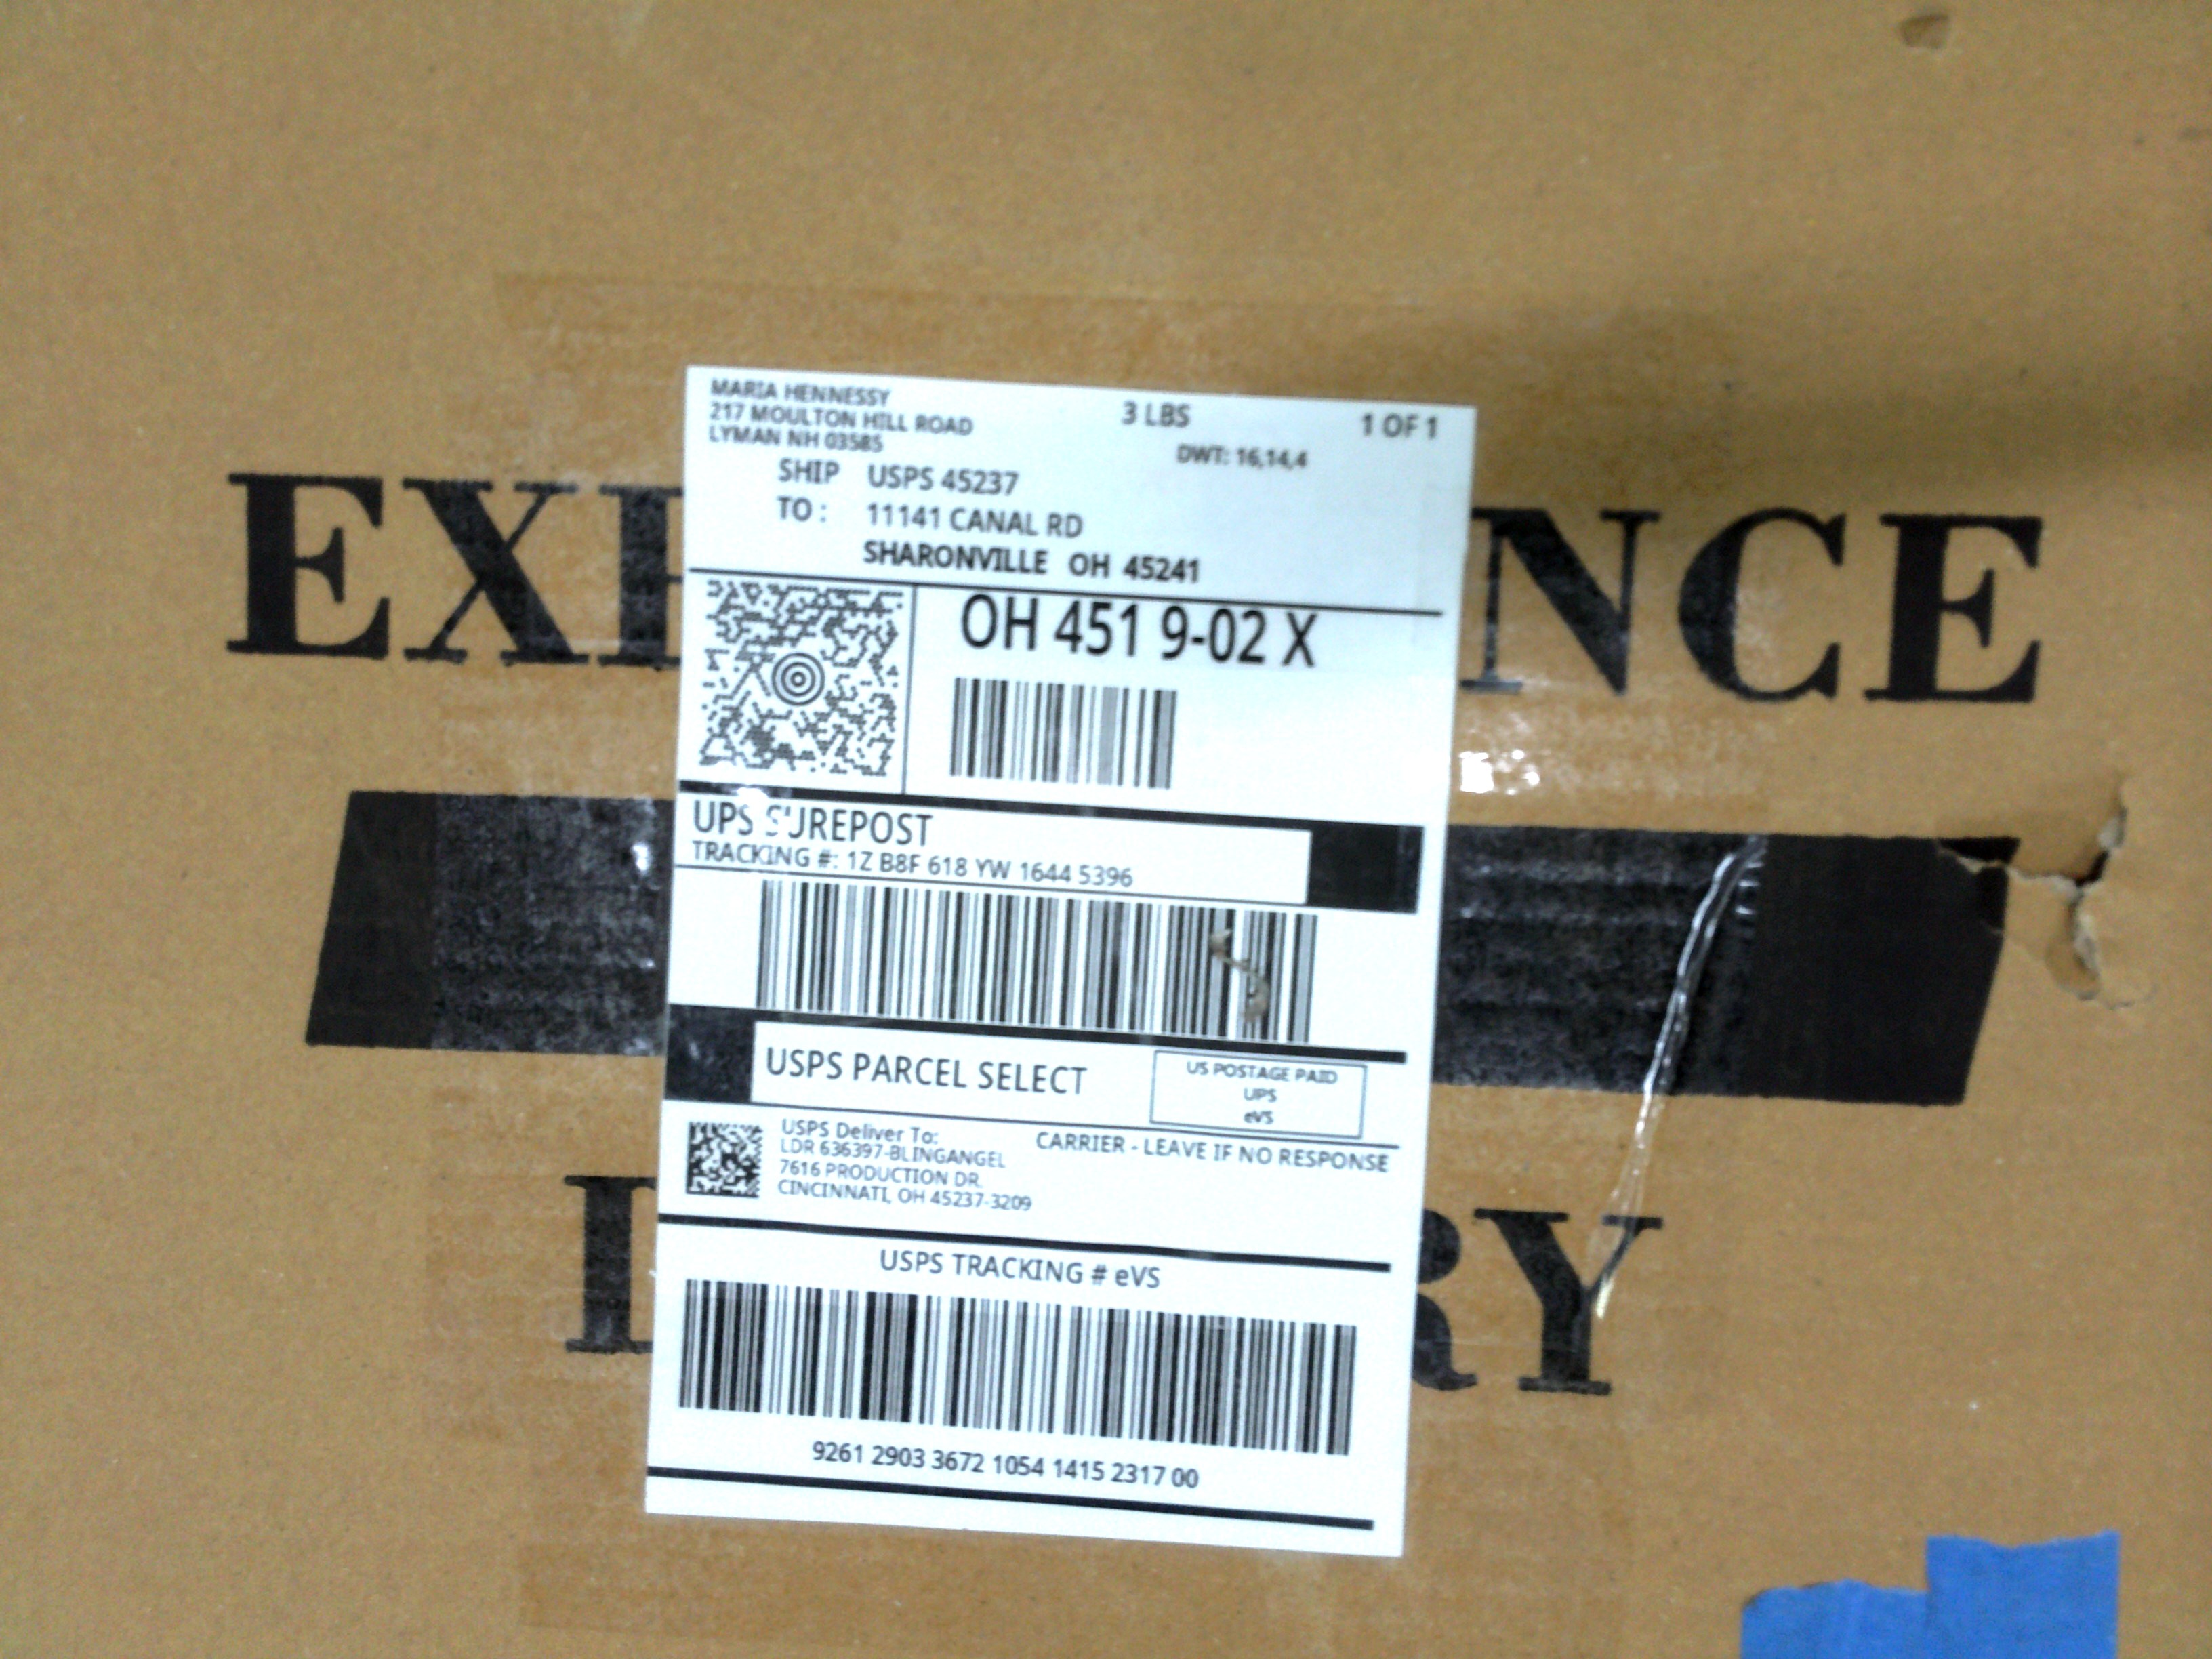 MARIA HENNESSY
217 MOULTON HILL ROAD
LYMAN NH 03585
3 LBS
1 OF 1
DWT: 16,14,4
SHIP TO : USPS 45237
11141 CANAL RD
SHARONVILLE OH 45241
OH 451 9-02 X
UPS SUREPOST
TRACKING #: 1Z B8F 618 YW 1644 5396
USPS PARCEL SELECT
US POSTAGE PAID
UPS
eVS
USPS Deliver To:
LDR 636397-BLINGANGEL
7616 PRODUCTION DR.
CINCINNATI, OH 45237-3209
CARRIER - LEAVE IF NO RESPONSE
USPS TRACKING # eVS
9261 2903 3672 1054 1415 2317 00